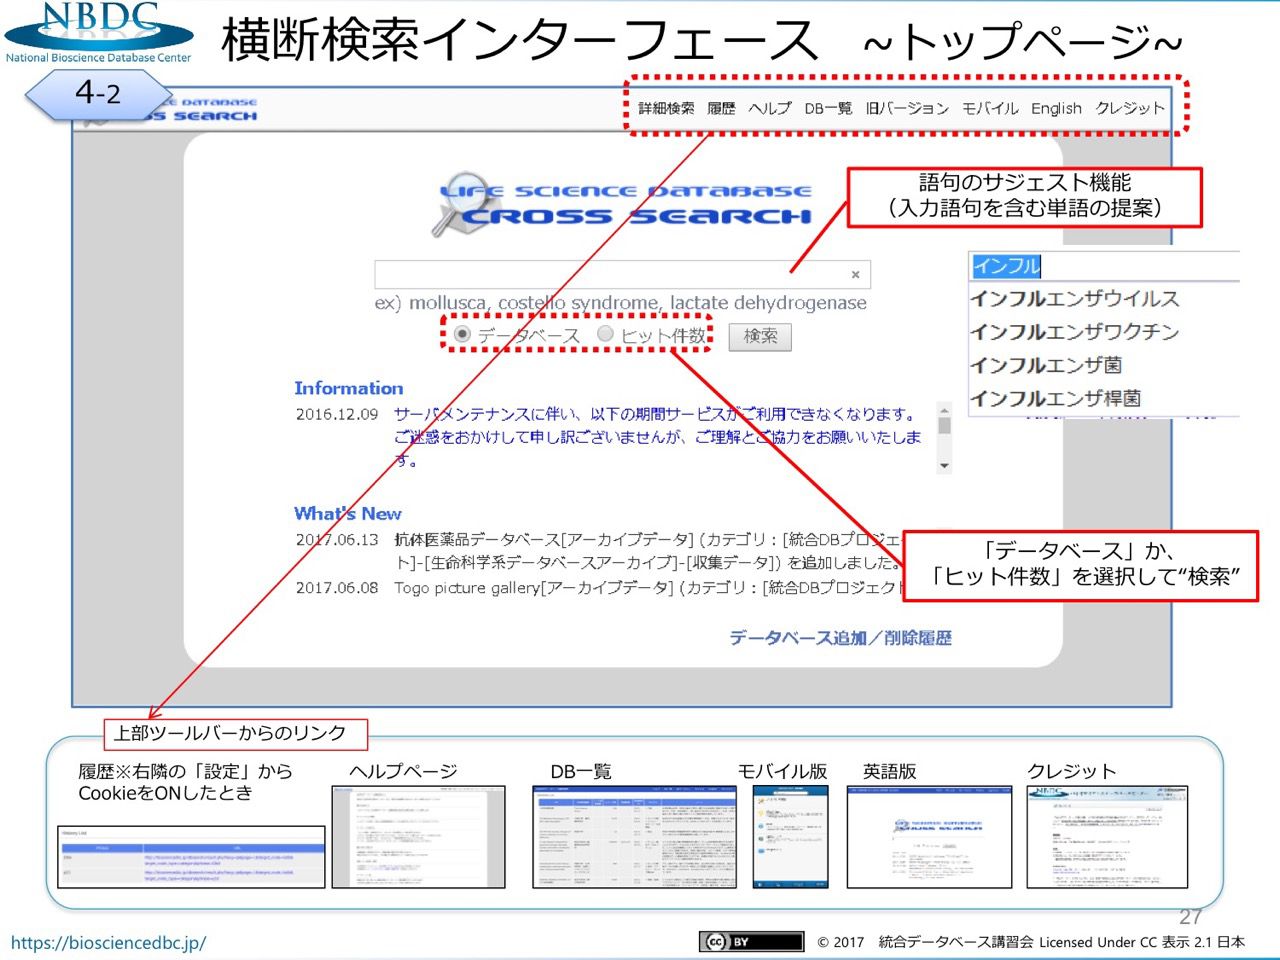 NBDC
National Bioscience Database Center
横断検索インターフェース ~トップページ~
4-2
CE DATABASE
SS SEARCH
詳細検索 履歴 ヘルプ DB一覧 旧バージョン モバイル English クレジット
LIFE SCIENCE DATABASE
CROSS SEARCH
語句のサジェスト機能
（入力語句を含む単語の提案）
×
ex) mollusca, costello syndrome, lactate dehydrogenase
データベース ヒット件数 検索
インフル
インフルエンザウイルス
インフルエンザワクチン
インフルエンザ菌
インフルエンザ桿菌
Information
2016.12.09 サーバメンテナンスに伴い、以下の期間サービスがご利用できなくなります。
ご迷惑をおかけして申し訳ございませんが、ご理解とご協力をお願いいたしま
す。
What's New
2017.06.13 抗体医薬品データベース[アーカイブデータ] (カテゴリ：[統合DBプロジェ
ト]-[生命科学系データベースアーカイブ]-[収集データ]) を追加しました。
2017.06.08 Togo picture gallery[アーカイブデータ] (カテゴリ：[統合DBプロジェクト
「データベース」か、
「ヒット件数」を選択して“検索”
データベース追加／削除履歴
上部ツールバーからのリンク
履歴※右隣の「設定」から
CookieをONしたとき
ヘルプページ
DB一覧
モバイル版
英語版
クレジット
CROSS SEARCH
27
https://biosciencedbc.jp/
CC BY
© 2017 統合データベース講習会 Licensed Under CC 表示 2.1 日本